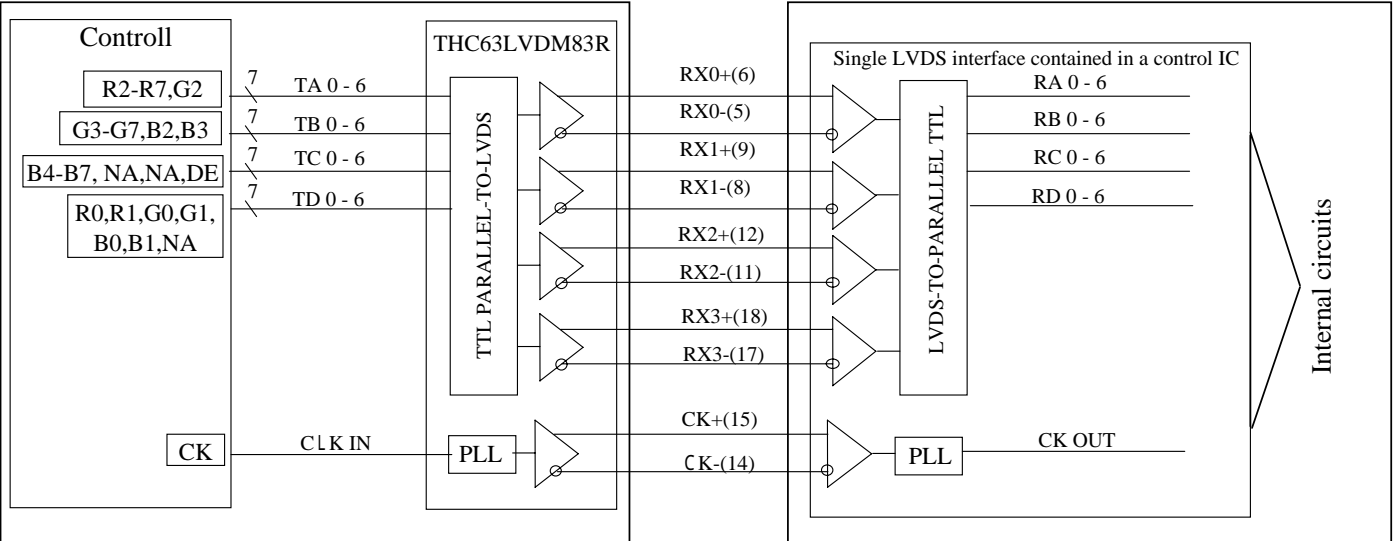 Controll
R2-R7,G2
G3-G7,B2,B3
B4-B7, NA,NA,DE
R0,R1,G0,G1,
B0,B1,NA
CK
7
TA 0 - 6
7
TB 0 - 6
7
TC 0 - 6
7
TD 0 - 6
CLK IN
THC63LVDM83R
TTL PARALLEL-TO-LVDS
PLL
RX0+(6)
RX0-(5)
RX1+(9)
RX1-(8)
RX2+(12)
RX2-(11)
RX3+(18)
RX3-(17)
CK+(15)
CK-(14)
Single LVDS interface contained in a control IC
LVDS-TO-PARALLEL TTL
PLL
RA 0 - 6
RB 0 - 6
RC 0 - 6
RD 0 - 6
CK OUT
Internal circuits